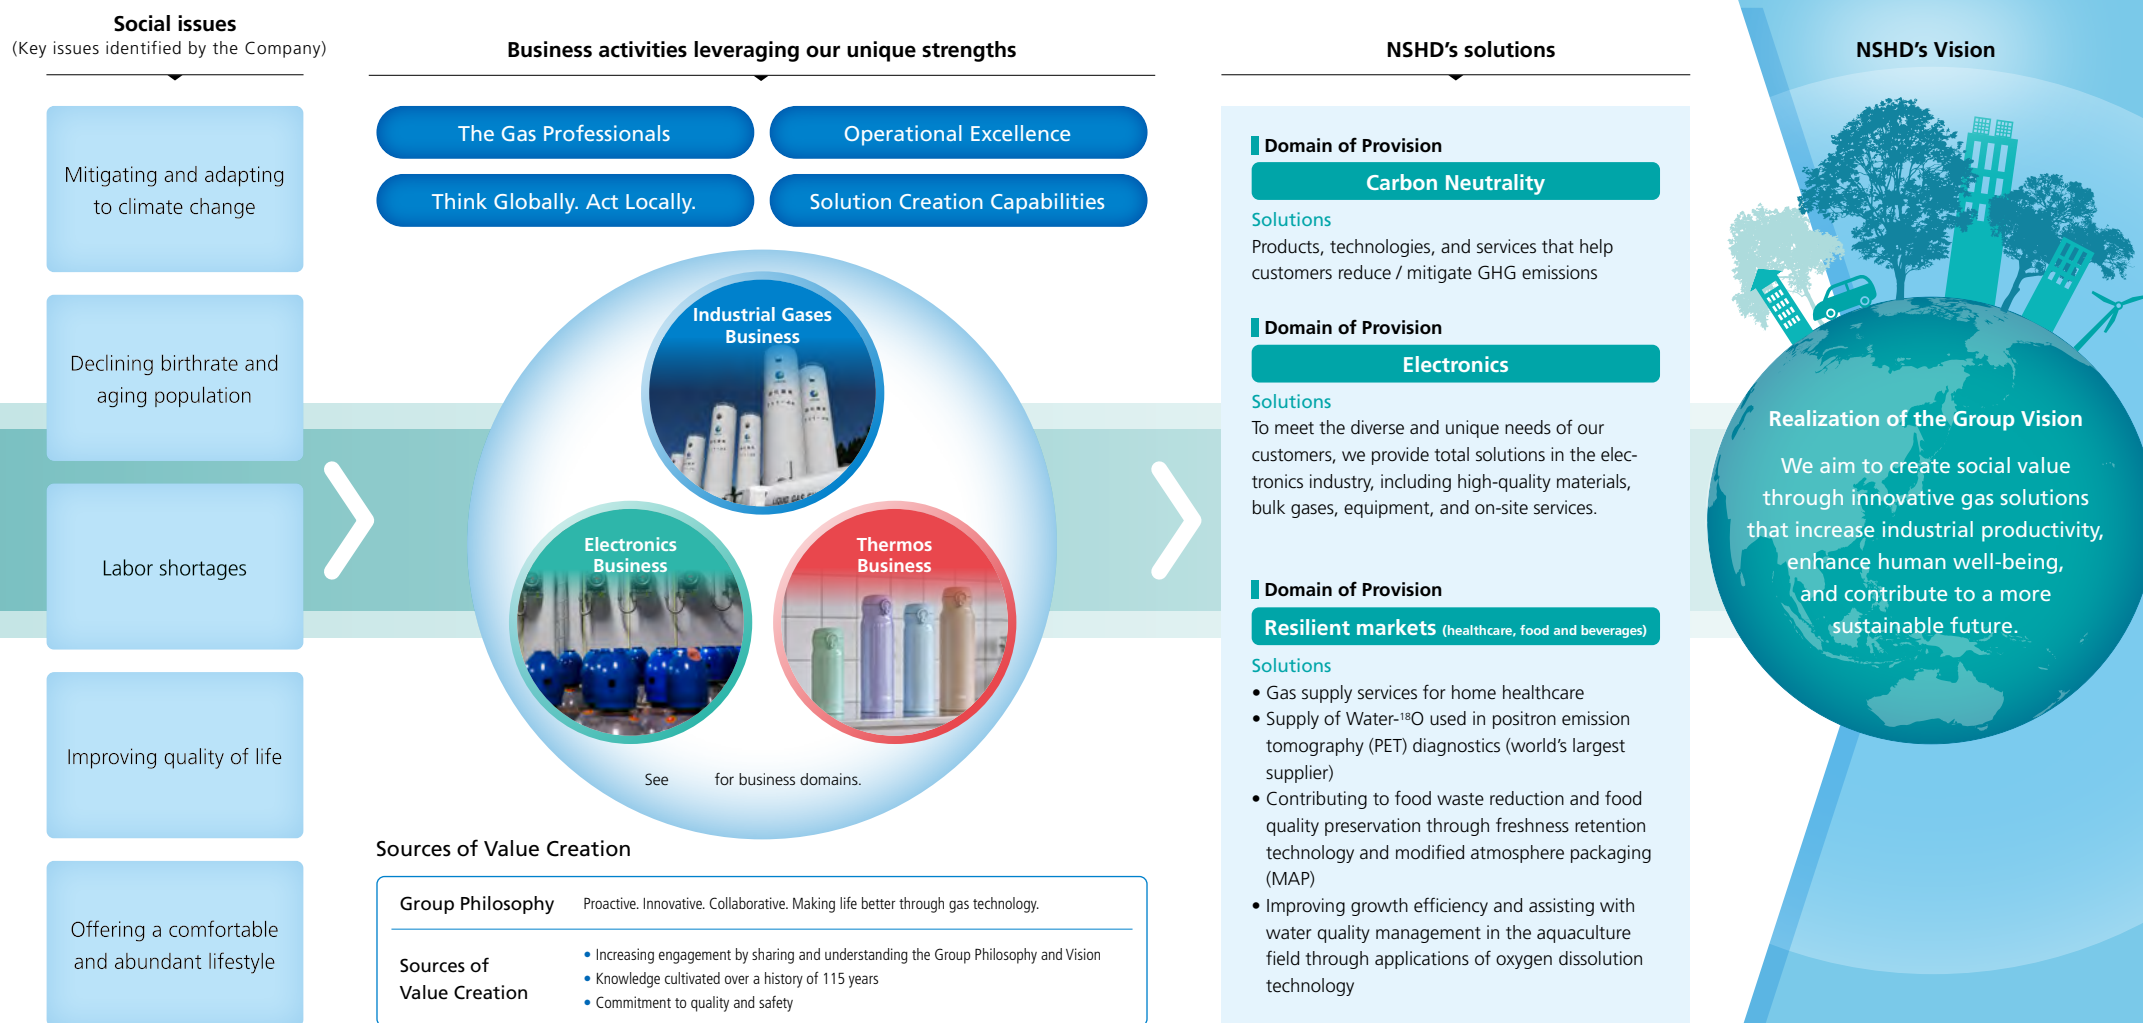 Social issues
(Key issues identified by the Company)
Mitigating and adapting
to climate change
Declining birthrate and
aging population
Labor shortages
Improving quality of life
Offering a comfortable
and abundant lifestyle
Business activities leveraging our unique strengths
The Gas Professionals
Operational Excellence
Think Globally. Act Locally.
Solution Creation Capabilities
Industrial Gases
Business
Electronics
Business
Thermos
Business
See for business domains.
Sources of Value Creation
Group Philosophy
Proactive. Innovative. Collaborative. Making life better through gas technology.
Sources of
Value Creation
• Increasing engagement by sharing and understanding the Group Philosophy and Vision
• Knowledge cultivated over a history of 115 years
• Commitment to quality and safety
NSHD’s solutions
Domain of Provision
Carbon Neutrality
Solutions
Products, technologies, and services that help
customers reduce / mitigate GHG emissions
Domain of Provision
Electronics
Solutions
To meet the diverse and unique needs of our
customers, we provide total solutions in the elec-
tronics industry, including high-quality materials,
bulk gases, equipment, and on-site services.
Domain of Provision
Resilient markets (healthcare, food and beverages)
Solutions
• Gas supply services for home healthcare
• Supply of Water-¹⁸O used in positron emission
tomography (PET) diagnostics (world’s largest
supplier)
• Contributing to food waste reduction and food
quality preservation through freshness retention
technology and modified atmosphere packaging
(MAP)
• Improving growth efficiency and assisting with
water quality management in the aquaculture
field through applications of oxygen dissolution
technology
NSHD’s Vision
Realization of the Group Vision
We aim to create social value
through innovative gas solutions
that increase industrial productivity,
enhance human well-being,
and contribute to a more
sustainable future.